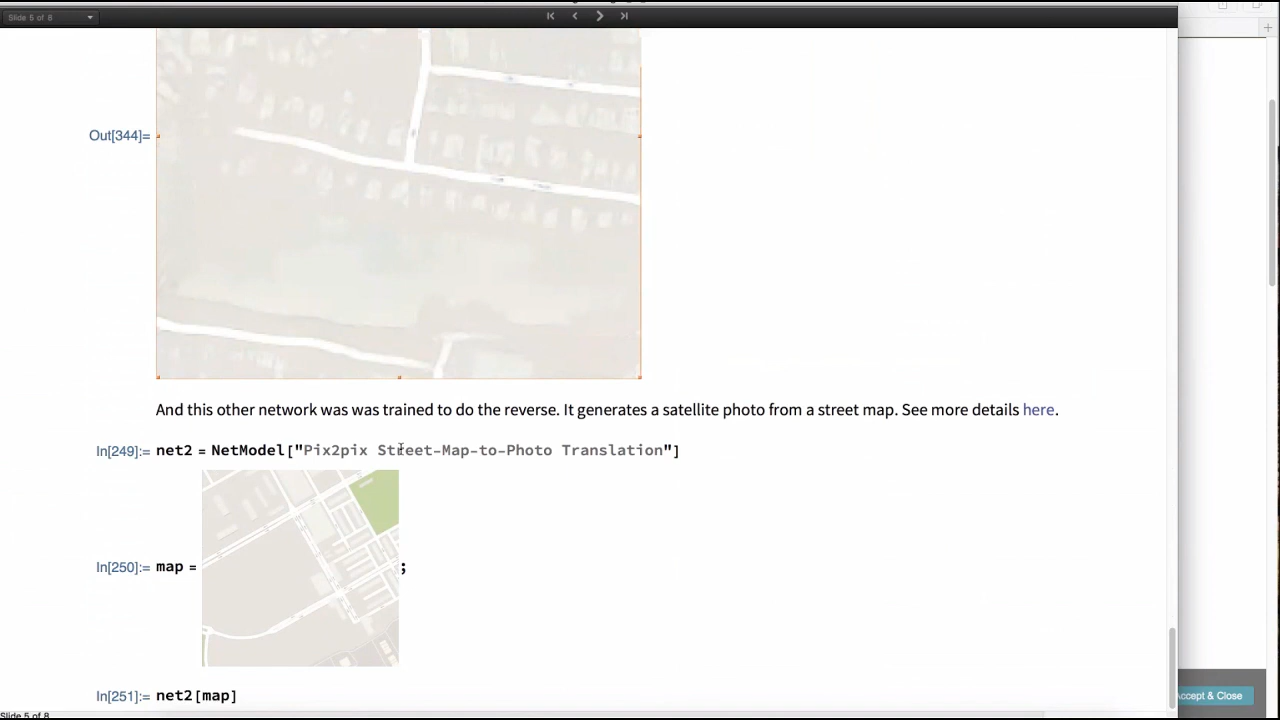 Slide 5 of 8
Out[344]=
And this other network was was trained to do the reverse. It generates a satellite photo from a street map. See more details here.
In[249]:= net2 = NetModel["Pix2pix Street-Map-to-Photo Translation"]
In[250]:= map = ;
In[251]:= net2[map]
Accept & Close
Slide 5 of 8